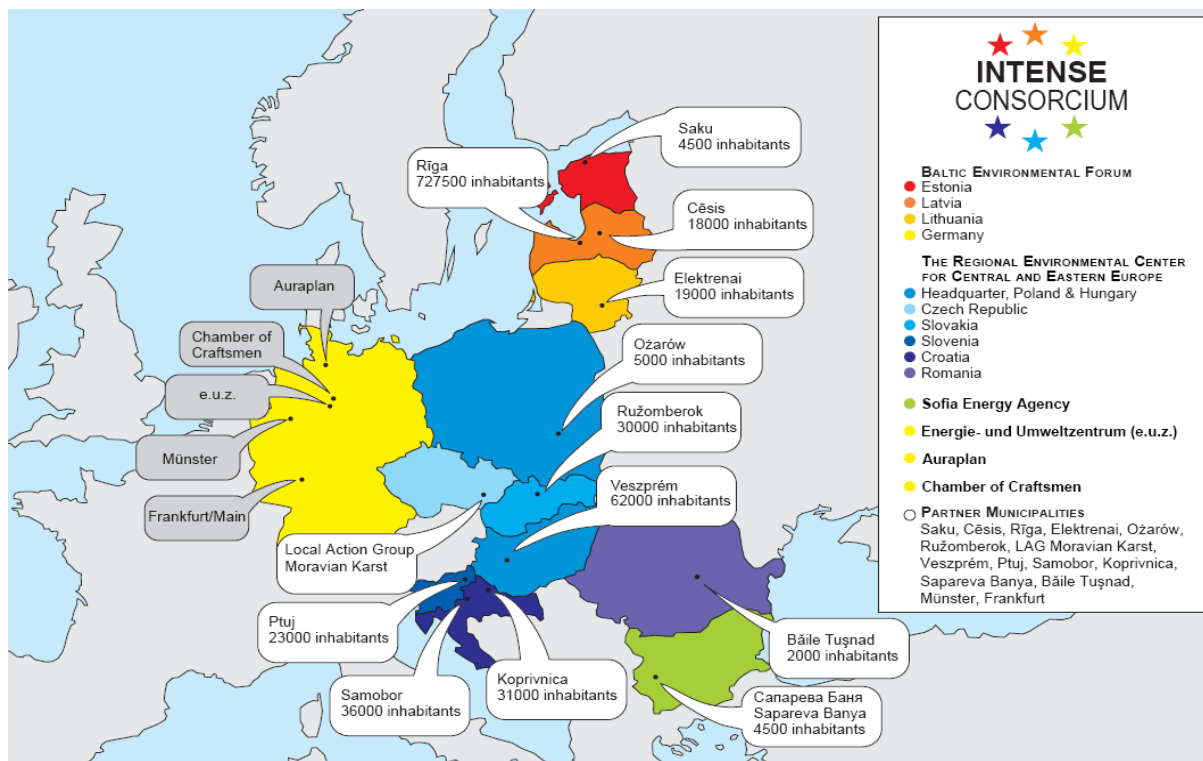 Saku
4500 inhabitants
Rīga
727500 inhabitants
Cēsis
18000 inhabitants
Elektrenai
19000 inhabitants
Auraplan
Chamber of
Craftsmen
e.u.z.
Münster
Frankfurt/Main
Ożarów
5000 inhabitants
Ružomberok
30000 inhabitants
Veszprém
62000 inhabitants
Local Action Group
Moravian Karst
Ptuj
23000 inhabitants
Samobor
36000 inhabitants
Koprivnica
31000 inhabitants
Băile Tuşnad
2000 inhabitants
Сапарева Баня
Sapareva Banya
4500 inhabitants
INTENSE
CONSORCIUM
BALTIC ENVIRONMENTAL FORUM
Estonia
Latvia
Lithuania
Germany
THE REGIONAL ENVIRONMENTAL CENTER
FOR CENTRAL AND EASTERN EUROPE
Headquarter, Poland & Hungary
Czech Republic
Slovakia
Slovenia
Croatia
Romania
Sofia Energy Agency
Energie- und Umweltzentrum (e.u.z.)
Auraplan
Chamber of Craftsmen
PARTNER MUNICIPALITIES
Saku, Cēsis, Rīga, Elektrenai, Ożarów,
Ružomberok, LAG Moravian Karst,
Veszprém, Ptuj, Samobor, Koprivnica,
Sapareva Banya, Băile Tuşnad,
Münster, Frankfurt